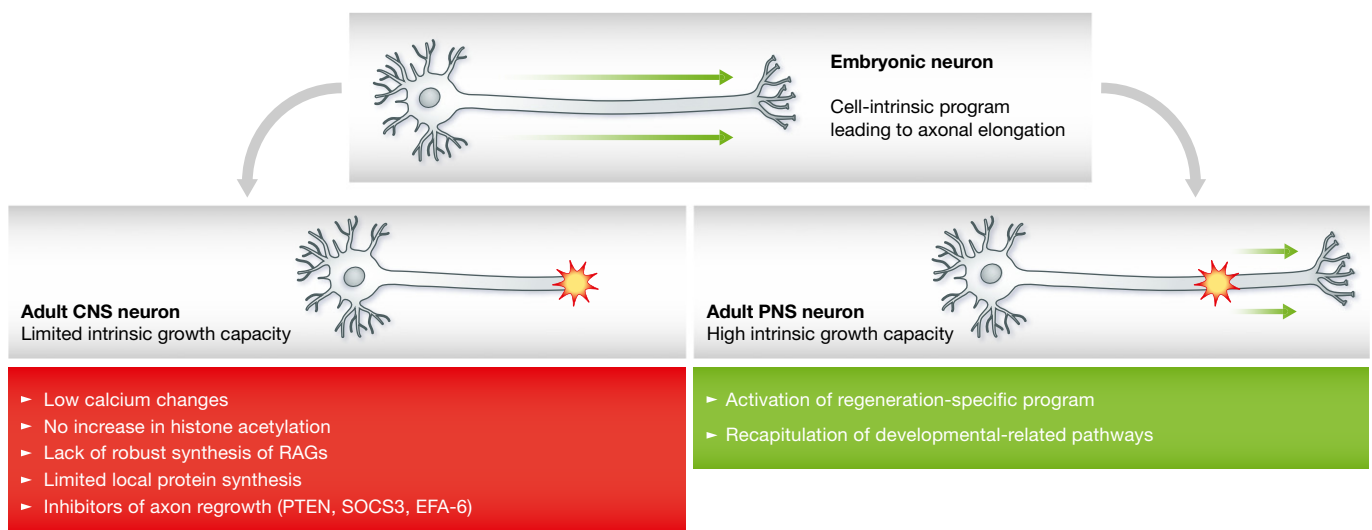 Embryonic neuron
Cell-intrinsic program
leading to axonal elongation
Adult CNS neuron
Limited intrinsic growth capacity
► Low calcium changes
► No increase in histone acetylation
► Lack of robust synthesis of RAGs
► Limited local protein synthesis
► Inhibitors of axon regrowth (PTEN, SOCS3, EFA-6)
Adult PNS neuron
High intrinsic growth capacity
► Activation of regeneration-specific program
► Recapitulation of developmental-related pathways